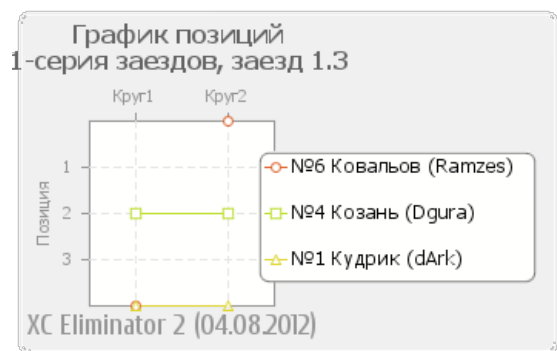 График позиций
1-серия заездов, заезд 1.3
Круг1 Круг2
Позиция
1
2
3
№6 Ковальов (Ramzes)
№4 Козань (Dgura)
№1 Кудрик (dArk)
XC Eliminator 2 (04.08.2012)